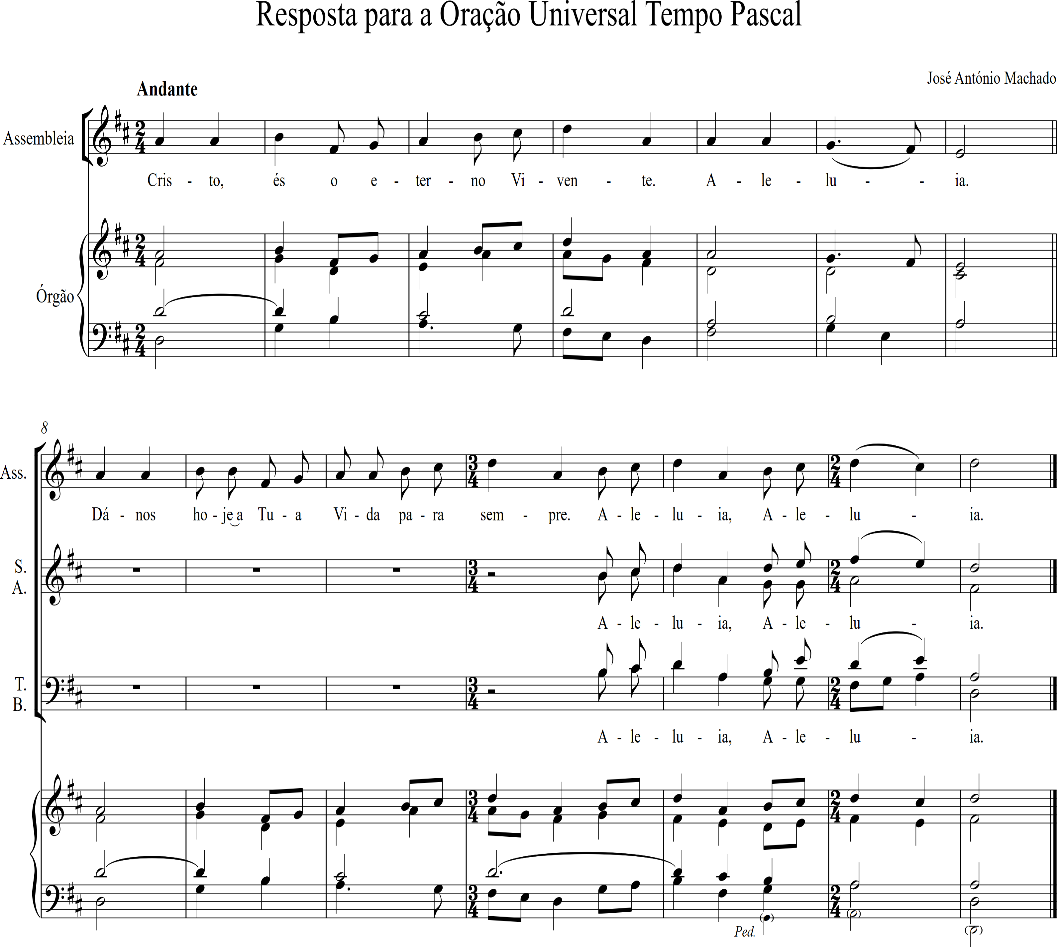 Resposta para a Oração Universal Tempo Pascal
José António Machado
Andante
Assembleia
Cris - to, és o e - ter - no Vi - ven - te. A - le - lu - - ia.
Órgão
8
Ass.
Dá - nos ho - je a Tu - a Vi - da pa - ra sem - pre. A - le - lu - ia, A - le - lu - ia.
S.
A.
A - le - lu - ia, A - le - lu - ia.
T.
B.
A - le - lu - ia, A - le - lu - ia.
Ped.